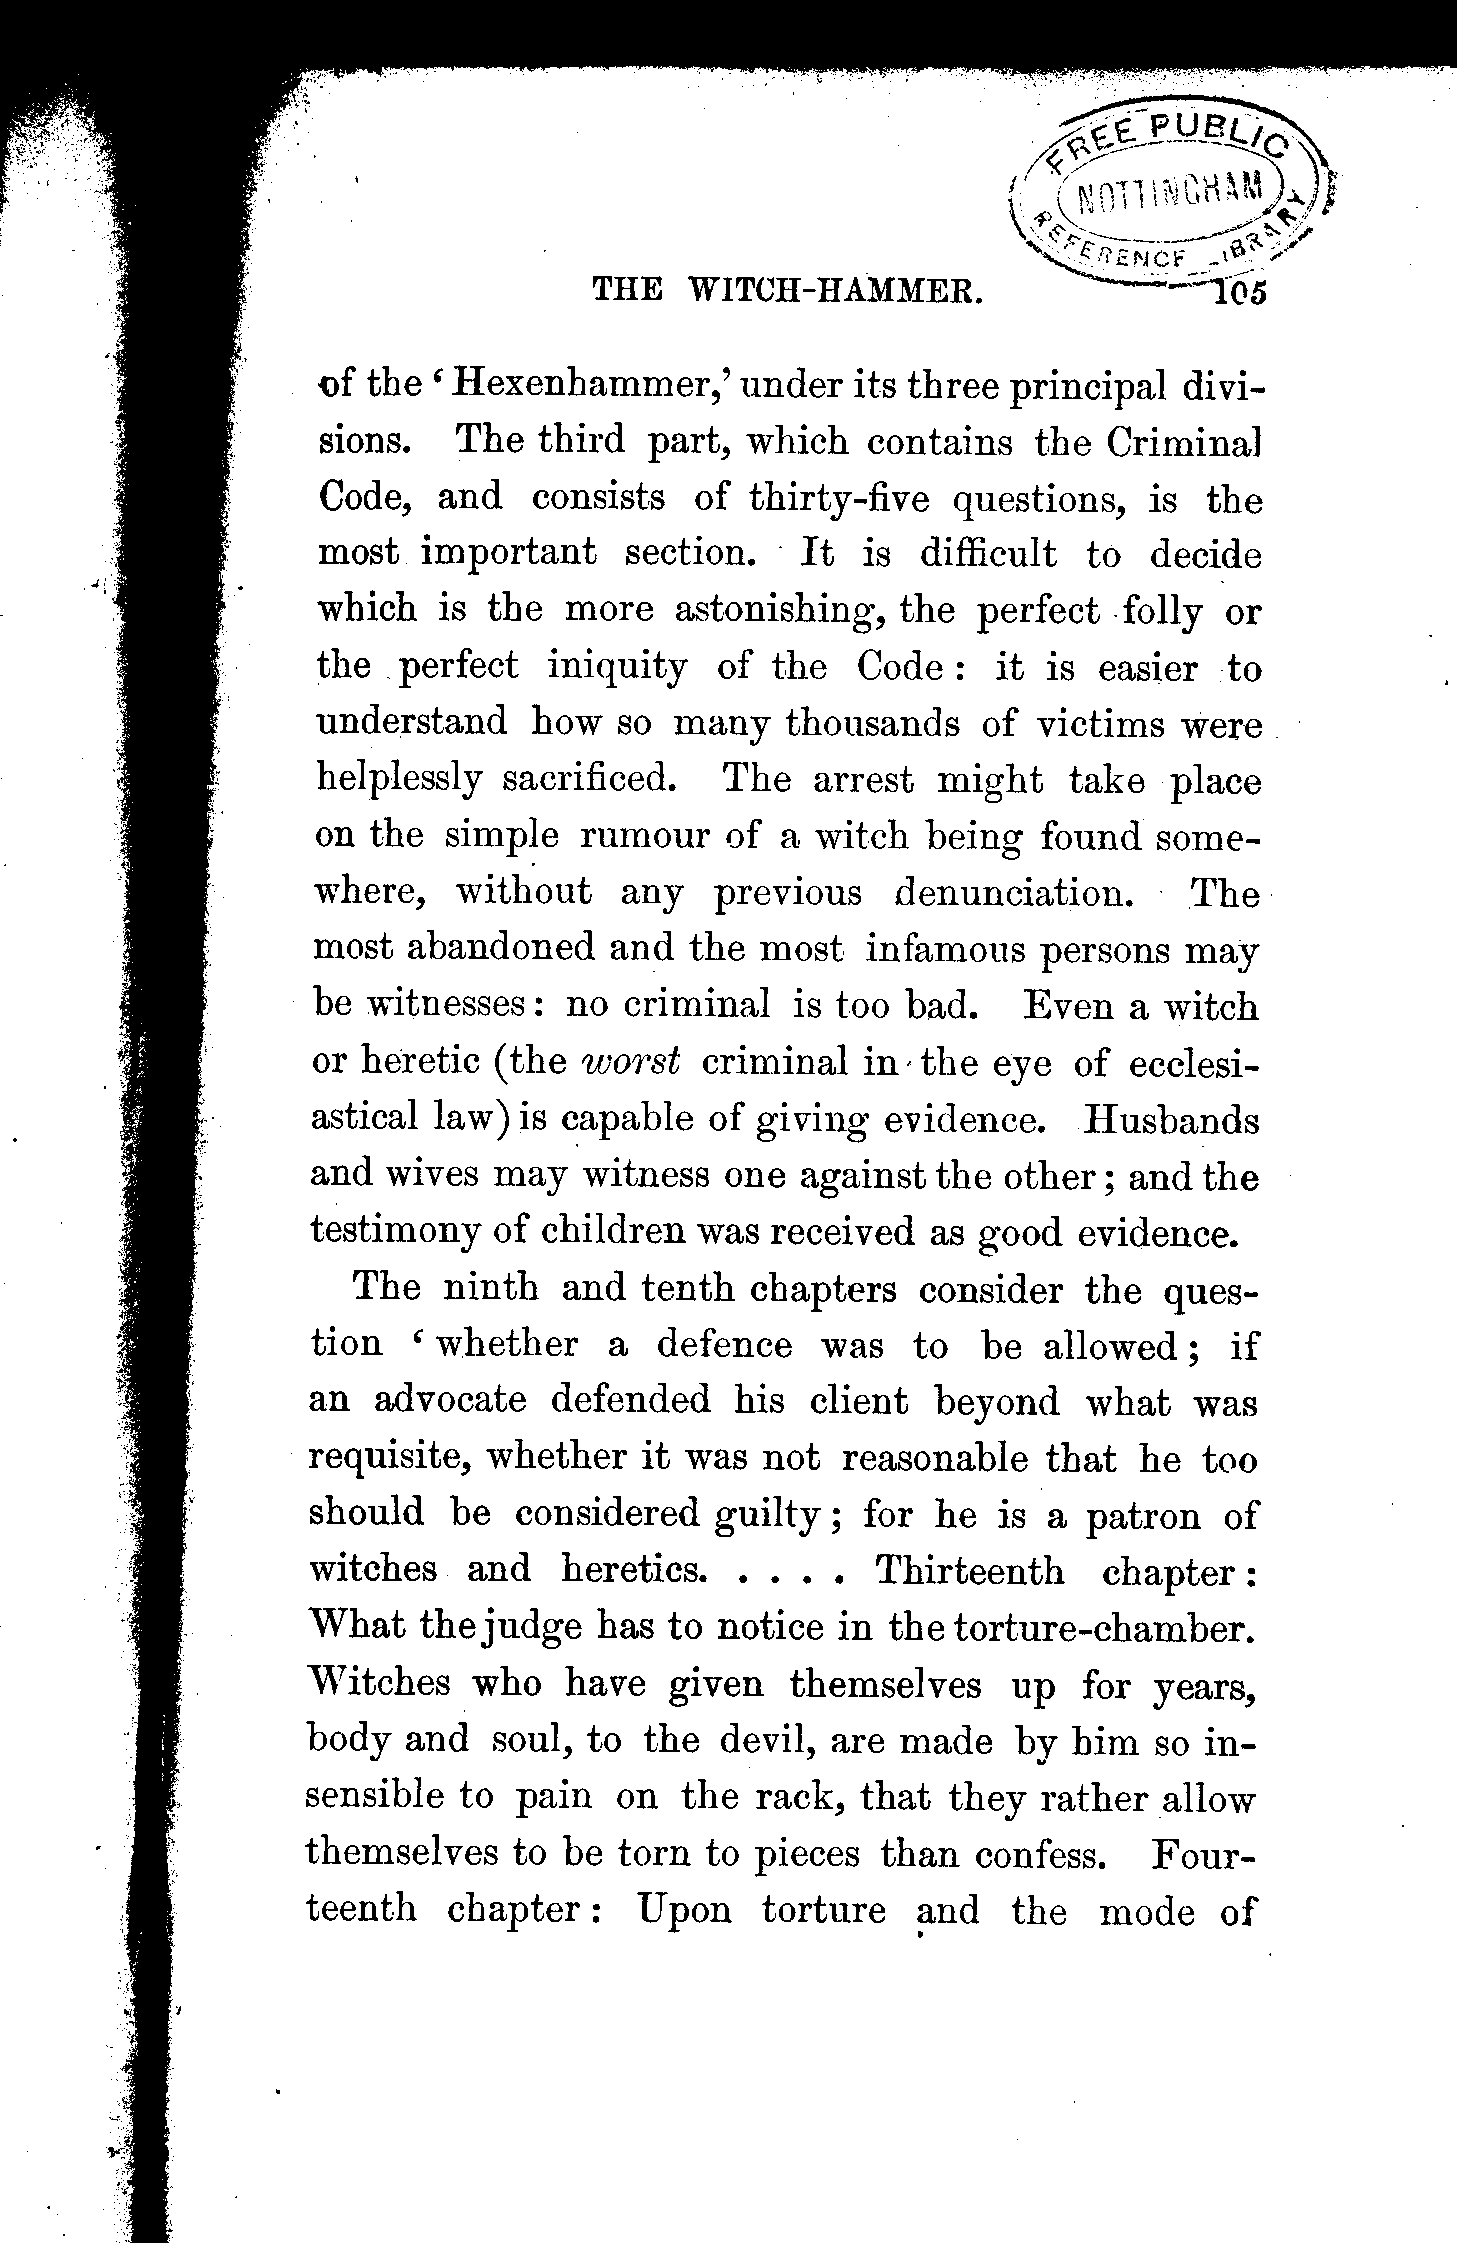 FREE PUBLIC
NOTTINGHAM
REFERENCE LIBRARY
THE WITCH-HAMMER. 105
of the ‘ Hexenhammer,’ under its three principal divi-
sions. The third part, which contains the Criminal
Code, and consists of thirty-five questions, is the
most important section. It is difficult to decide
which is the more astonishing, the perfect folly or
the perfect iniquity of the Code : it is easier to
understand how so many thousands of victims were
helplessly sacrificed. The arrest might take place
on the simple rumour of a witch being found some-
where, without any previous denunciation. The
most abandoned and the most infamous persons may
be witnesses : no criminal is too bad. Even a witch
or heretic (the worst criminal in the eye of ecclesi-
astical law) is capable of giving evidence. Husbands
and wives may witness one against the other ; and the
testimony of children was received as good evidence.
The ninth and tenth chapters consider the ques-
tion ‘ whether a defence was to be allowed ; if
an advocate defended his client beyond what was
requisite, whether it was not reasonable that he too
should be considered guilty ; for he is a patron of
witches and heretics. . . . . Thirteenth chapter :
What the judge has to notice in the torture-chamber.
Witches who have given themselves up for years,
body and soul, to the devil, are made by him so in-
sensible to pain on the rack, that they rather allow
themselves to be torn to pieces than confess. Four-
teenth chapter : Upon torture and the mode of